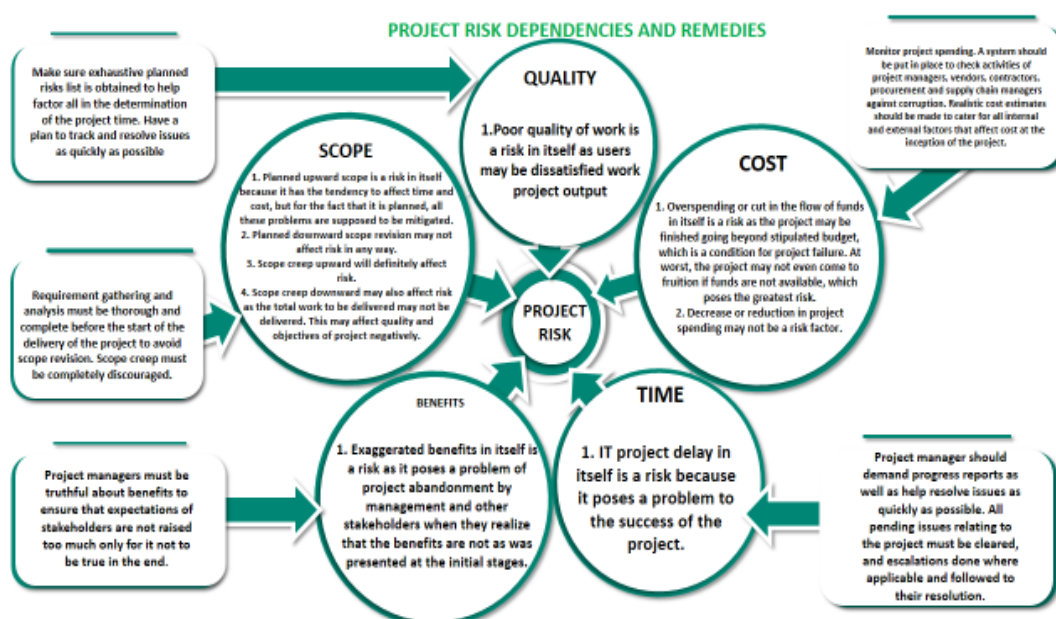 PROJECT RISK DEPENDENCIES AND REMEDIES
Make sure exhaustive planned
risks list is obtained to help
factor all in the determination
of the project time. Have a
plan to track and resolve issues
as quickly as possible
QUALITY
1.Poor quality of work is
a risk in itself as users
may be dissatisfied work
project output
Monitor project spending. A system should
be put in place to check activities of
project managers, vendors, contractors,
procurement and supply chain managers
against corruption. Realistic cost estimates
should be made to cater for all internal
and external factors that affect cost at the
inception of the project.
SCOPE
1. Planned upward scope is a risk in itself
because it has the tendency to affect time and
cost, but for the fact that it is planned, all
these problems are supposed to be mitigated.
2. Planned downward scope revision may not
affect risk in any way.
3. Scope creep upward will definitely affect
risk.
4. Scope creep downward may also affect risk
as the total work to be delivered may not be
delivered. This may affect quality and
objectives of project negatively.
COST
1. Overspending or cut in the flow of funds
in itself is a risk as the project may be
finished going beyond stipulated budget,
which is a condition for project failure. At
worst, the project may not even come to
fruition if funds are not available, which
poses the greatest risk.
2. Decrease or reduction in project
spending may not be a risk factor.
Requirement gathering and
analysis must be thorough and
complete before the start of the
delivery of the project to avoid
scope revision. Scope creep must
be completely discouraged.
PROJECT
RISK
BENEFITS
1. Exaggerated benefits in itself is
a risk as it poses a problem of
project abandonment by
management and other
stakeholders when they realize
that the benefits are not as was
presented at the initial stages.
TIME
1. IT project delay in
itself is a risk because
it poses a problem to
the success of the
project.
Project managers must be
truthful about benefits to
ensure that expectations of
stakeholders are not raised
too much only for it not to
be true in the end.
Project manager should
demand progress reports as
well as help resolve issues as
quickly as possible. All
pending issues relating to
the project must be cleared,
and escalations done where
applicable and followed to
their resolution.